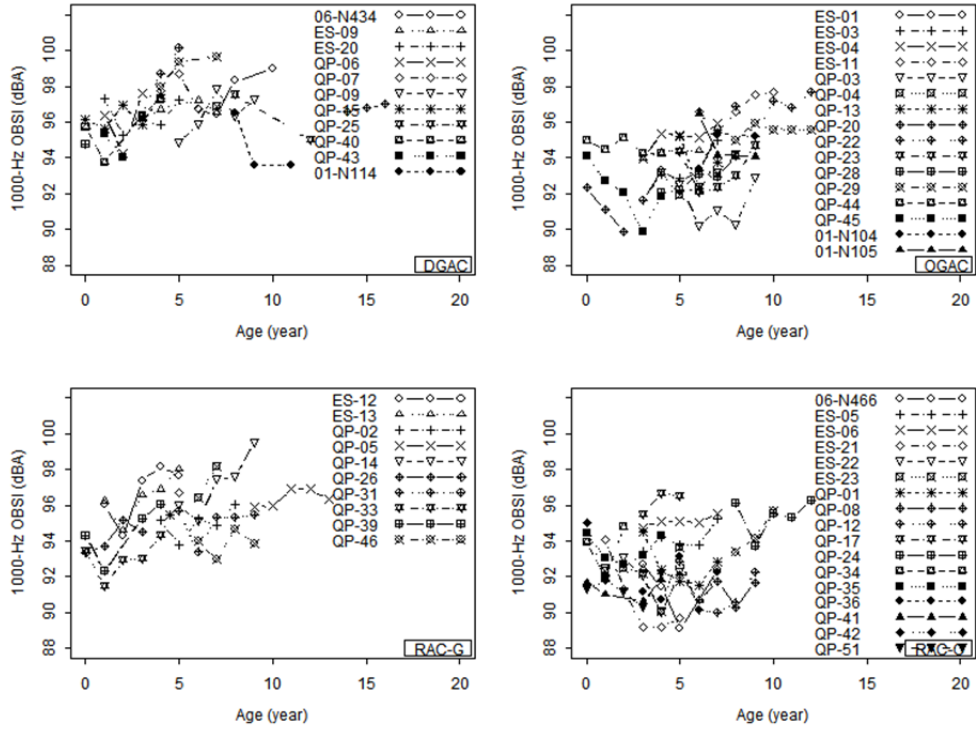 1000-Hz OBSI (dBA)
100
98
96
94
92
90
88
06-N434
ES-09
ES-20
QP-06
QP-07
QP-09
QP-15
QP-25
QP-40
QP-43
01-N114
DGAC
0 5 10 15 20
Age (year)
1000-Hz OBSI (dBA)
100
98
96
94
92
90
88
ES-01
ES-03
ES-04
ES-11
QP-03
QP-04
QP-13
QP-20
QP-22
QP-23
QP-28
QP-29
QP-44
QP-45
01-N104
01-N105
OGAC
0 5 10 15 20
Age (year)
1000-Hz OBSI (dBA)
100
98
96
94
92
90
88
ES-12
ES-13
QP-02
QP-05
QP-14
QP-26
QP-31
QP-33
QP-39
QP-46
RAC-G
0 5 10 15 20
Age (year)
1000-Hz OBSI (dBA)
100
98
96
94
92
90
88
06-N466
ES-05
ES-06
ES-21
ES-22
ES-23
QP-01
QP-08
QP-12
QP-17
QP-24
QP-34
QP-35
QP-36
QP-41
QP-42
QP-51
RAC-O
0 5 10 15 20
Age (year)